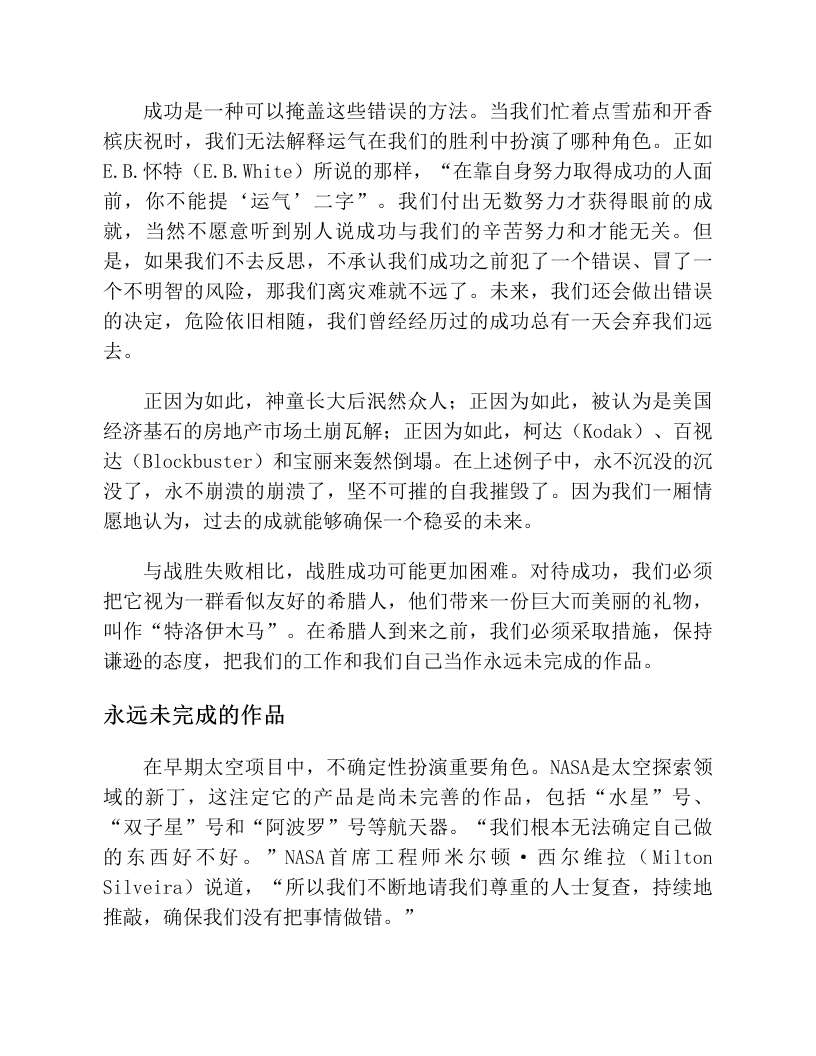 成功是一种可以掩盖这些错误的方法。当我们忙着点雪茄和开香
槟庆祝时，我们无法解释运气在我们的胜利中扮演了哪种角色。正如
E.B.怀特（E.B.White）所说的那样，“在靠自身努力取得成功的人面
前，你不能提‘运气’二字”。我们付出无数努力才获得眼前的成
就，当然不愿意听到别人说成功与我们的辛苦努力和才能无关。但
是，如果我们不去反思，不承认我们成功之前犯了一个错误、冒了一
个不明智的风险，那我们离灾难就不远了。未来，我们还会做出错误
的决定，危险依旧相随，我们曾经经历过的成功总有一天会弃我们远
去。
正因为如此，神童长大后泯然众人；正因为如此，被认为是美国
经济基石的房地产市场土崩瓦解；正因为如此，柯达（Kodak）、百视
达（Blockbuster）和宝丽来轰然倒塌。在上述例子中，永不沉没的沉
没了，永不崩溃的崩溃了，坚不可摧的自我摧毁了。因为我们一厢情
愿地认为，过去的成就能够确保一个稳妥的未来。
与战胜失败相比，战胜成功可能更加困难。对待成功，我们必须
把它视为一群看似友好的希腊人，他们带来一份巨大而美丽的礼物，
叫作“特洛伊木马”。在希腊人到来之前，我们必须采取措施，保持
谦逊的态度，把我们的工作和我们自己当作永远未完成的作品。
永远未完成的作品
在早期太空项目中，不确定性扮演重要角色。NASA是太空探索领
域的新丁，这注定它的产品是尚未完善的作品，包括“水星”号、
“双子星”号和“阿波罗”号等航天器。“我们根本无法确定自己做
的东西好不好。”NASA首席工程师米尔顿·西尔维拉（Milton
Silveira）说道，“所以我们不断地请我们尊重的人士复查，持续地
推敲，确保我们没有把事情做错。”